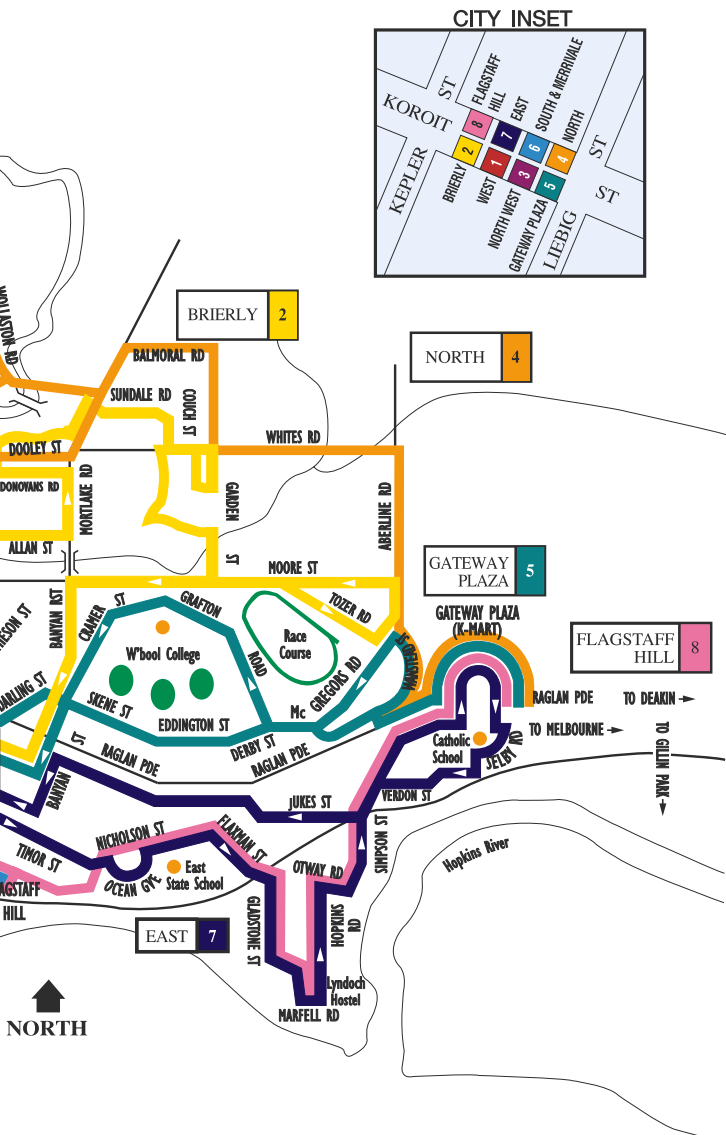 CITY INSET
KOROIT
ST
KEPLER
ST
LIEBIG
ST
8
FLAGSTAFF
HILL
7
EAST
6
SOUTH & MERRIVALE
4
NORTH
2
BRIERLY
1
WEST
3
NORTH WEST
5
GATEWAY PLAZA
BRIERLY 2
NORTH 4
WOLLASTON RD
BALMORAL RD
SUNDALE RD
COUCH ST
DOOLEY ST
WHITES RD
DONOVANS RD
MORTLAKE RD
GARDEN
ST
ABERLINE RD
ALLAN ST
MOORE ST
GATEWAY
PLAZA 5
BANYAN RST
CRAMER
ST
GRAFTON
ROAD
TOZER RD
Race
Course
WANSTED ST
GATEWAY PLAZA
(K-MART)
FLAGSTAFF
HILL 8
W'bool College
Mc
GREGORS RD
DARLING ST
SKENE ST
EDDINGTON ST
DERBY ST
RAGLAN PDE
TO DEAKIN
TO MELBOURNE
TO GILLIN PARK
Catholic
School
SELBY RD
ST
BANYAN
RAGLAN PDE
RAGLAN PDE
JUKES ST
VERDON ST
SIMPSON ST
NICHOLSON ST
FLAXMAN ST
TIMOR ST
OCEAN GVE
East
State School
OTWAY RD
Hopkins River
HILL
GLADSTONE ST
HOPKINS
RD
EAST 7
Lyndoch
Hostel
MARFELL RD
NORTH